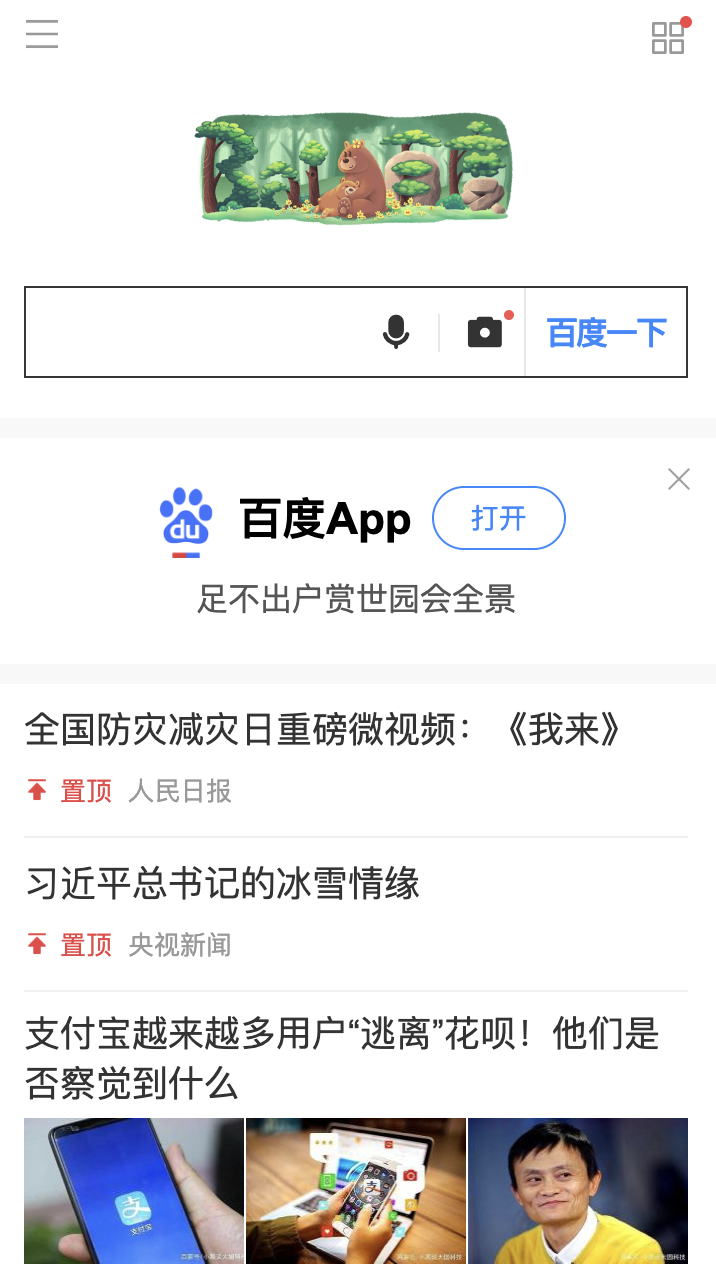 百度一下
du
百度App
打开
足不出户赏世园会全景
全国防灾减灾日重磅微视频：《我来》
置顶 人民日报
习近平总书记的冰雪情缘
置顶 央视新闻
支付宝越来越多用户“逃离”花呗！他们是
否察觉到什么
支
支付宝
支